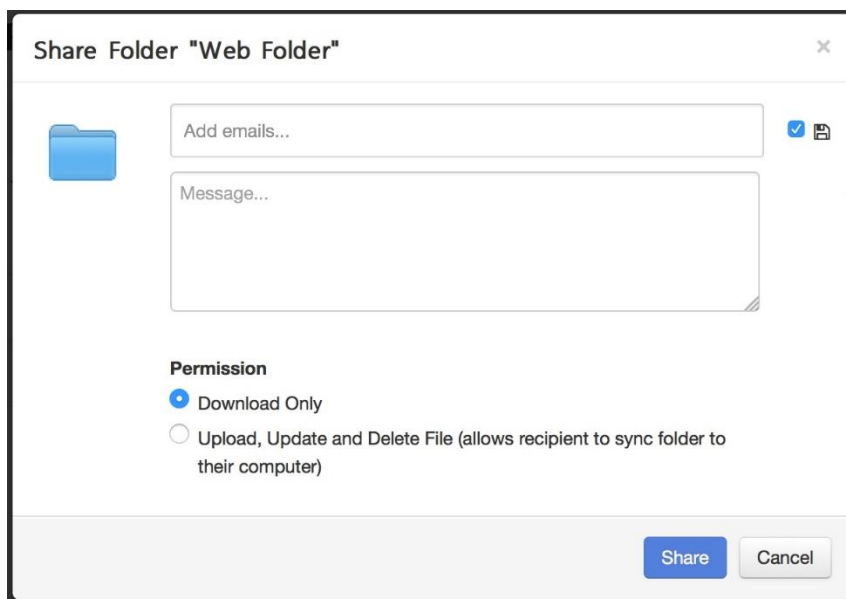 Share Folder "Web Folder"
×
Add emails...
Message...
Permission
Download Only
Upload, Update and Delete File (allows recipient to sync folder to
their computer)
Share Cancel